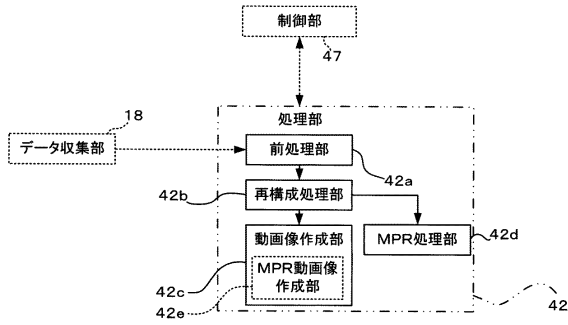 制御部
47
18
データ収集部
処理部
前処理部
42a
42b
再構成処理部
動画像作成部
MPR処理部
42d
42c
MPR動画像
作成部
42e
42